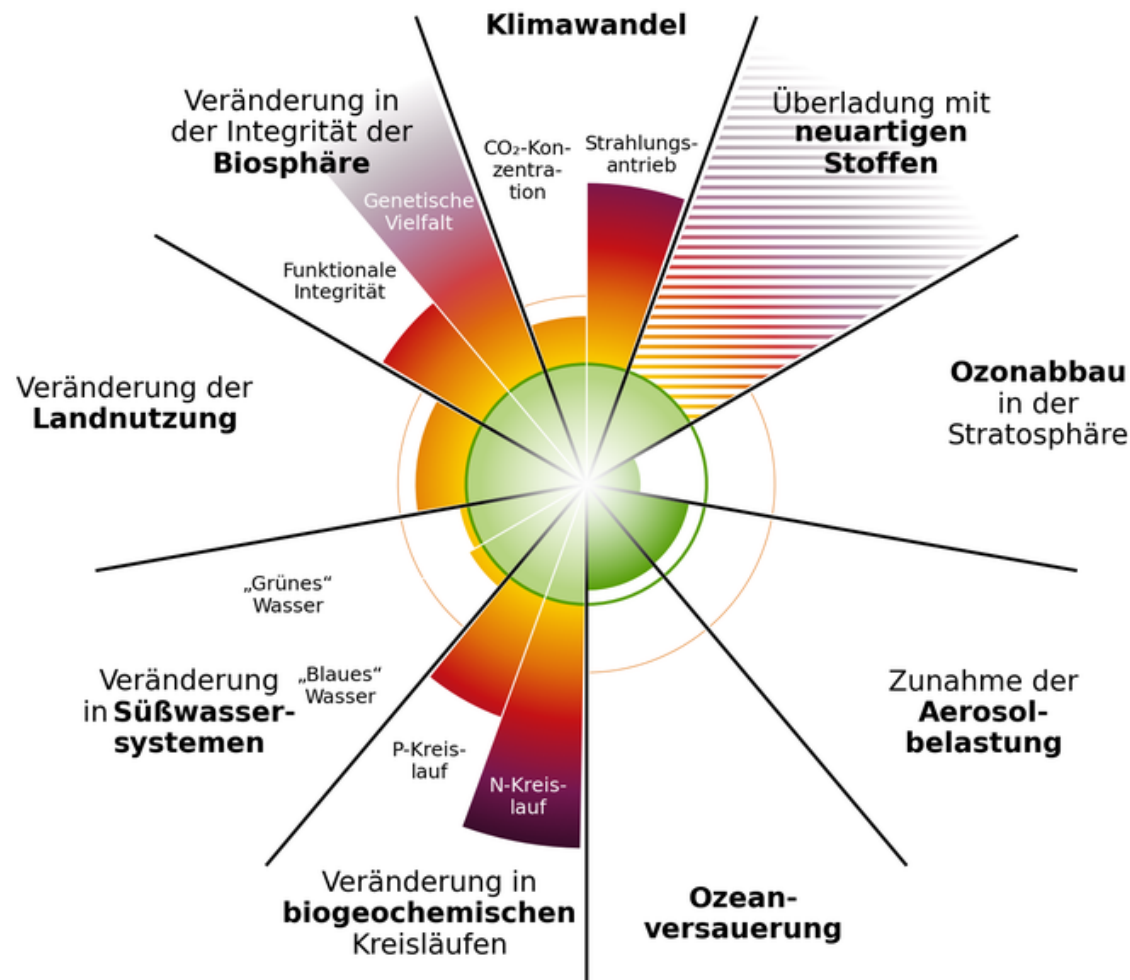 Klimawandel
CO₂-Kon-
zentra-
tion
Strahlungs-
antrieb
Überladung mit
neuartigen
Stoffen
Ozonabbau
in der
Stratosphäre
Zunahme der
Aerosol-
belastung
Ozean-
versauerung
Veränderung in
biogeochemischen
Kreisläufen
P-Kreis-
lauf
N-Kreis-
lauf
Veränderung
in Süßwasser-
systemen
„Grünes“
Wasser
„Blaues“
Wasser
Veränderung der
Landnutzung
Veränderung in
der Integrität der
Biosphäre
Funktionale
Integrität
Genetische
Vielfalt